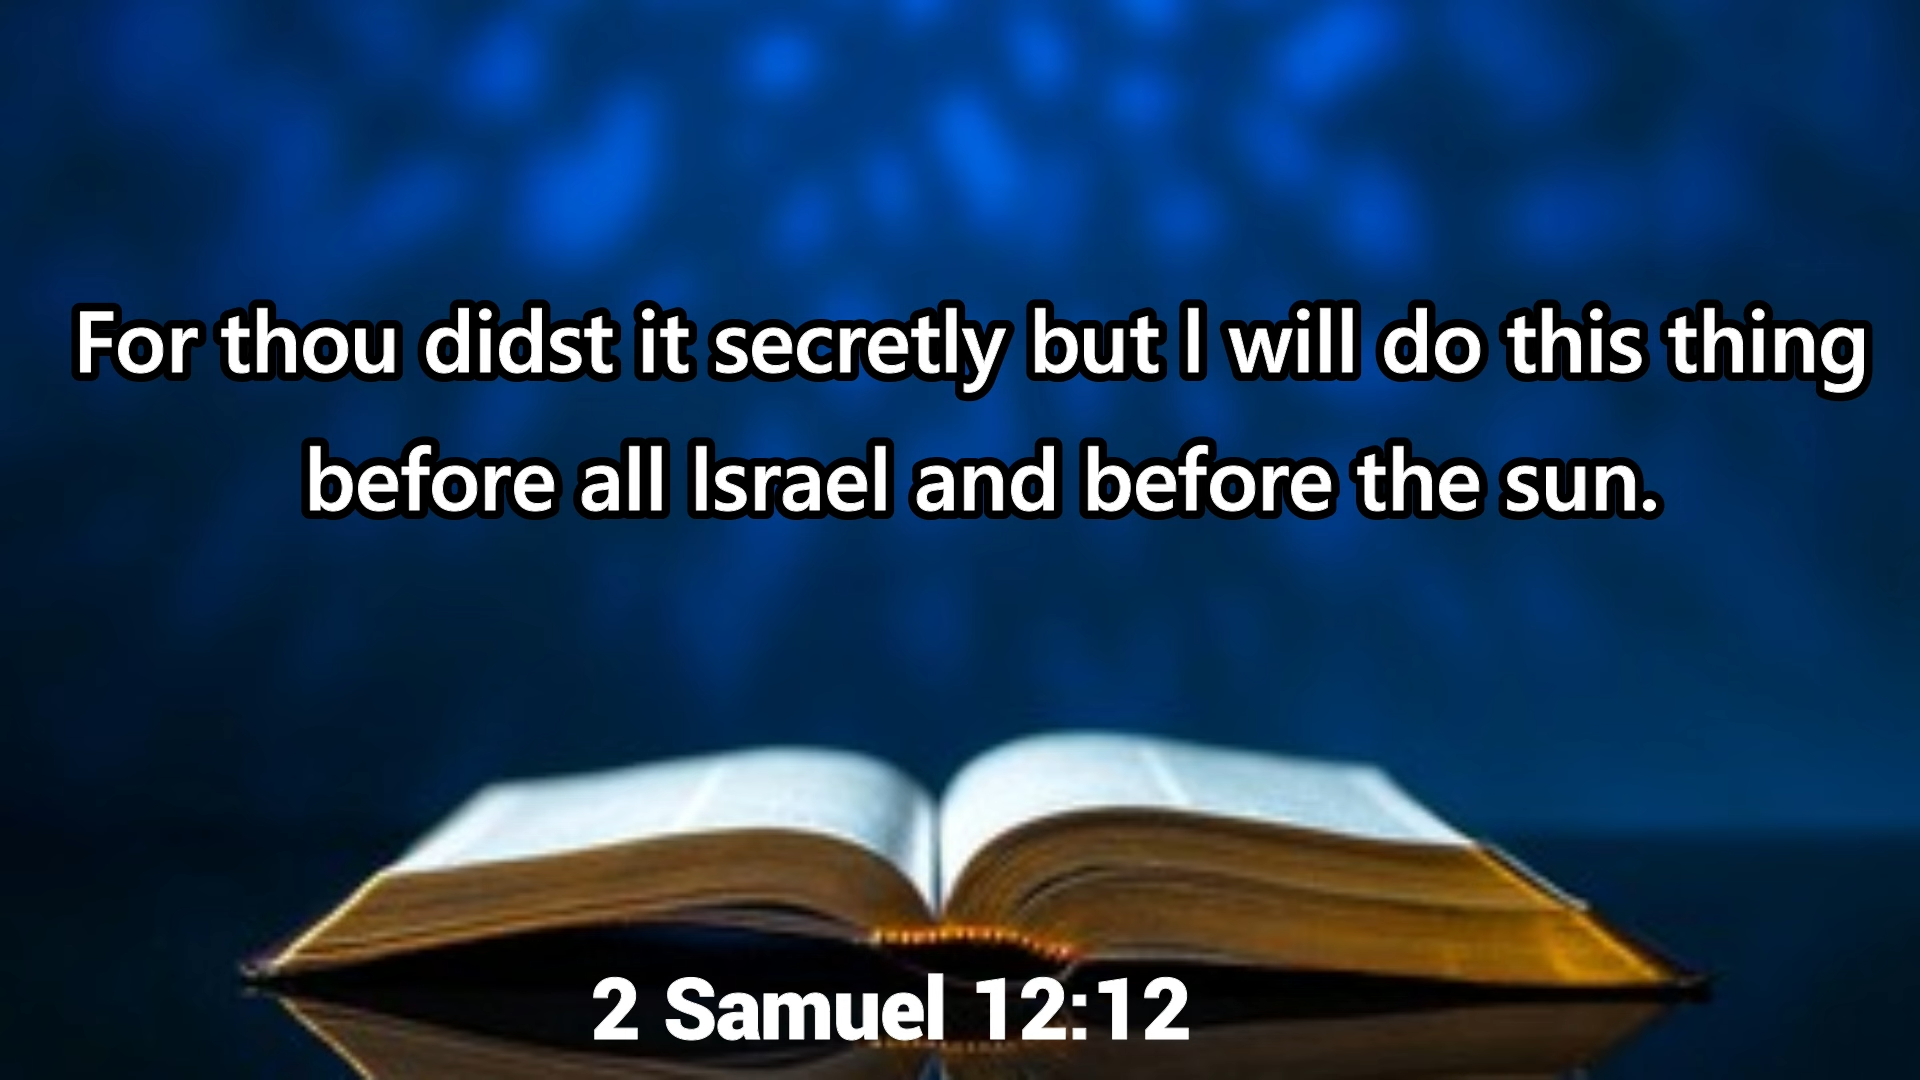 For thou didst it secretly but I will do this thing
before all Israel and before the sun.
2 Samuel 12:12